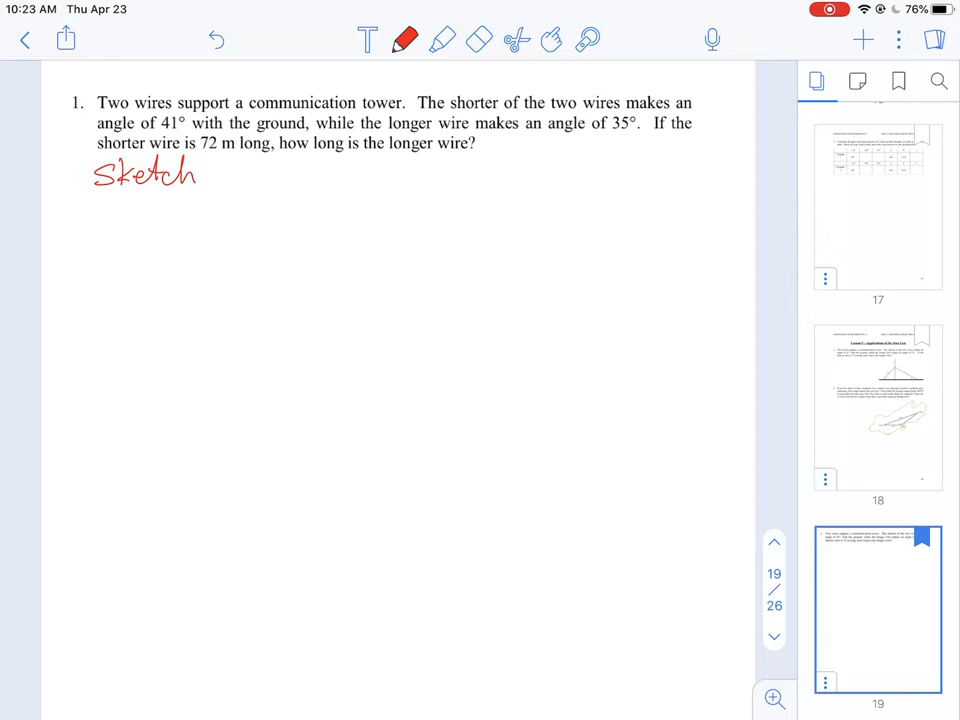 10:23 AM Thu Apr 23
76%
T
1. Two wires support a communication tower. The shorter of the two wires makes an
angle of 41° with the ground, while the longer wire makes an angle of 35°. If the
shorter wire is 72 m long, how long is the longer wire?
Sketch
17
18
19
19
/
26